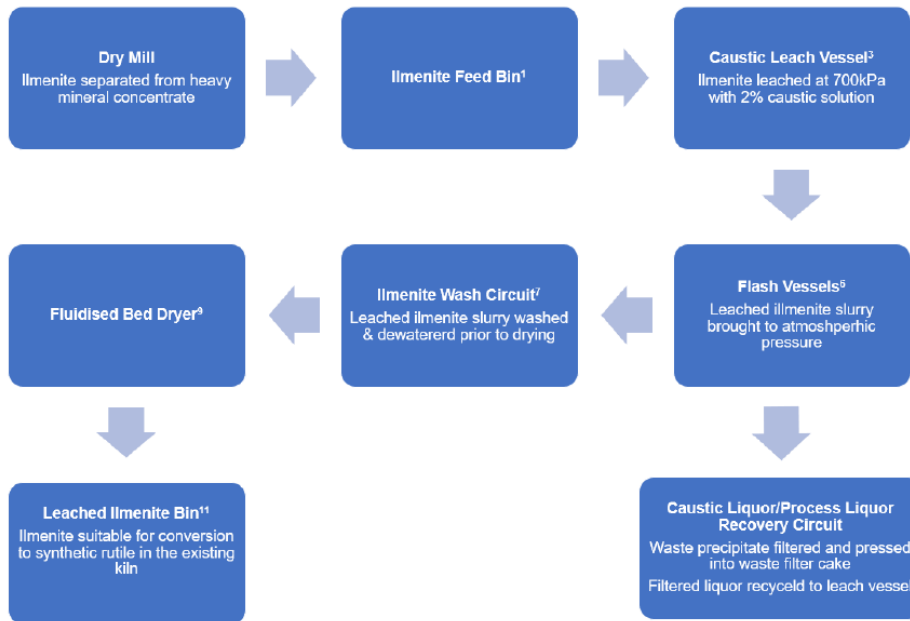 Dry Mill
Ilmenite separated from heavy
mineral concentrate
Ilmenite Feed Bin¹
Caustic Leach Vessel³
Ilmenite leached at 700kPa
with 2% caustic solution
Flash Vessels⁵
Leached illmenite slurry
brought to atmoshperhic
pressure
Ilmenite Wash Circuit⁷
Leached ilmenite slurry washed
& dewatererd prior to drying
Fluidised Bed Dryer⁹
Leached Ilmenite Bin¹¹
Ilmenite suitable for conversion
to synthetic rutile in the existing
kiln
Caustic Liquor/Process Liquor
Recovery Circuit
Waste precipitate filtered and pressed
into waste filter cake
Filtered liquor recyceld to leach vessel